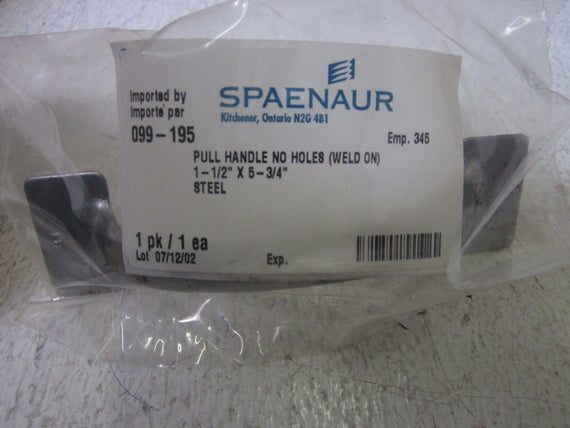 Imported by
Importe par
SPAENAUR
Kitchener, Ontario N2G 4B1
099-195
Emp. 345
PULL HANDLE NO HOLES (WELD ON)
1-1/2" X 5-3/4"
STEEL
1 pk / 1 ea
Lot 07/12/02
Exp.